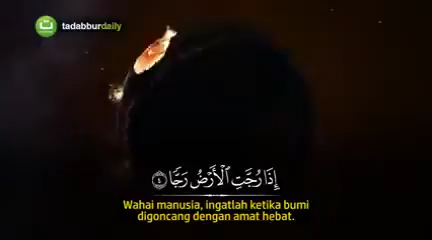 tadabburdaily
إِذَا رُجَّتِ ٱلْأَرْضُ رَجًّا ٤
Wahai manusia, ingatlah ketika bumi
digoncang dengan amat hebat.